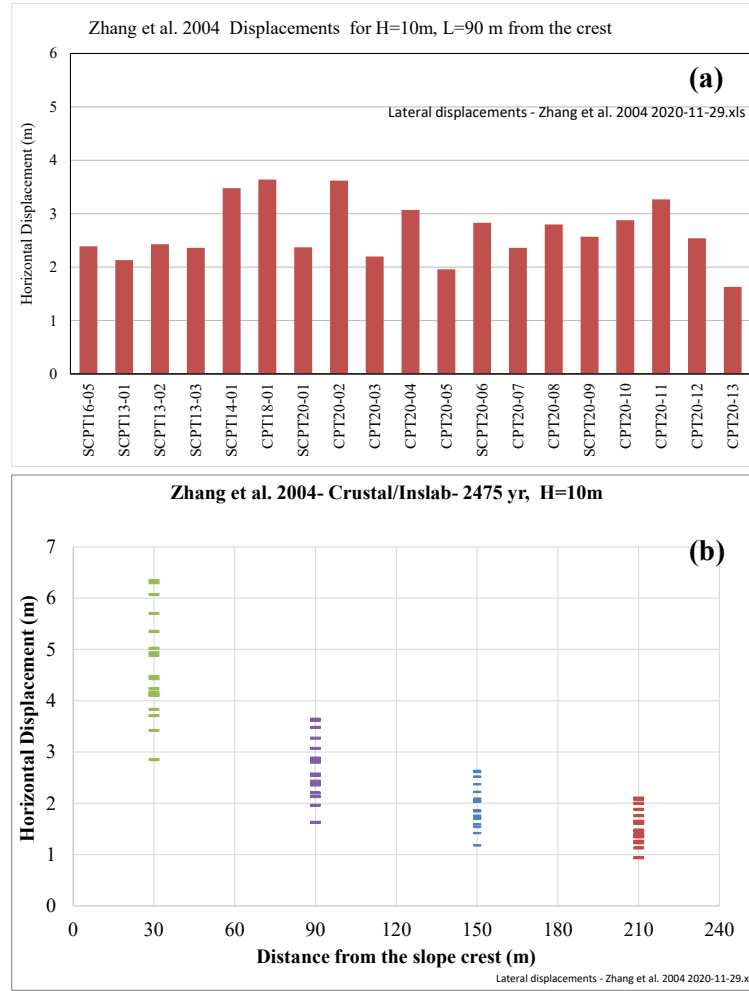 Zhang et al. 2004 Displacements for H=10m, L=90 m from the crest
(a)
Lateral displacements - Zhang et al. 2004 2020-11-29.xls
Horizontal Displacement (m)
6
5
4
3
2
1
0
SCPT16-05
SCPT13-01
SCPT13-02
SCPT13-03
SCPT14-01
CPT18-01
SCPT20-01
CPT20-02
CPT20-03
CPT20-04
CPT20-05
SCPT20-06
CPT20-07
CPT20-08
SCPT20-09
CPT20-10
CPT20-11
CPT20-12
CPT20-13
Zhang et al. 2004- Crustal/Inslab- 2475 yr, H=10m
(b)
Horizontal Displacement (m)
7
6
5
4
3
2
1
0
0 30 60 90 120 150 180 210 240
Distance from the slope crest (m)
Lateral displacements - Zhang et al. 2004 2020-11-29.x